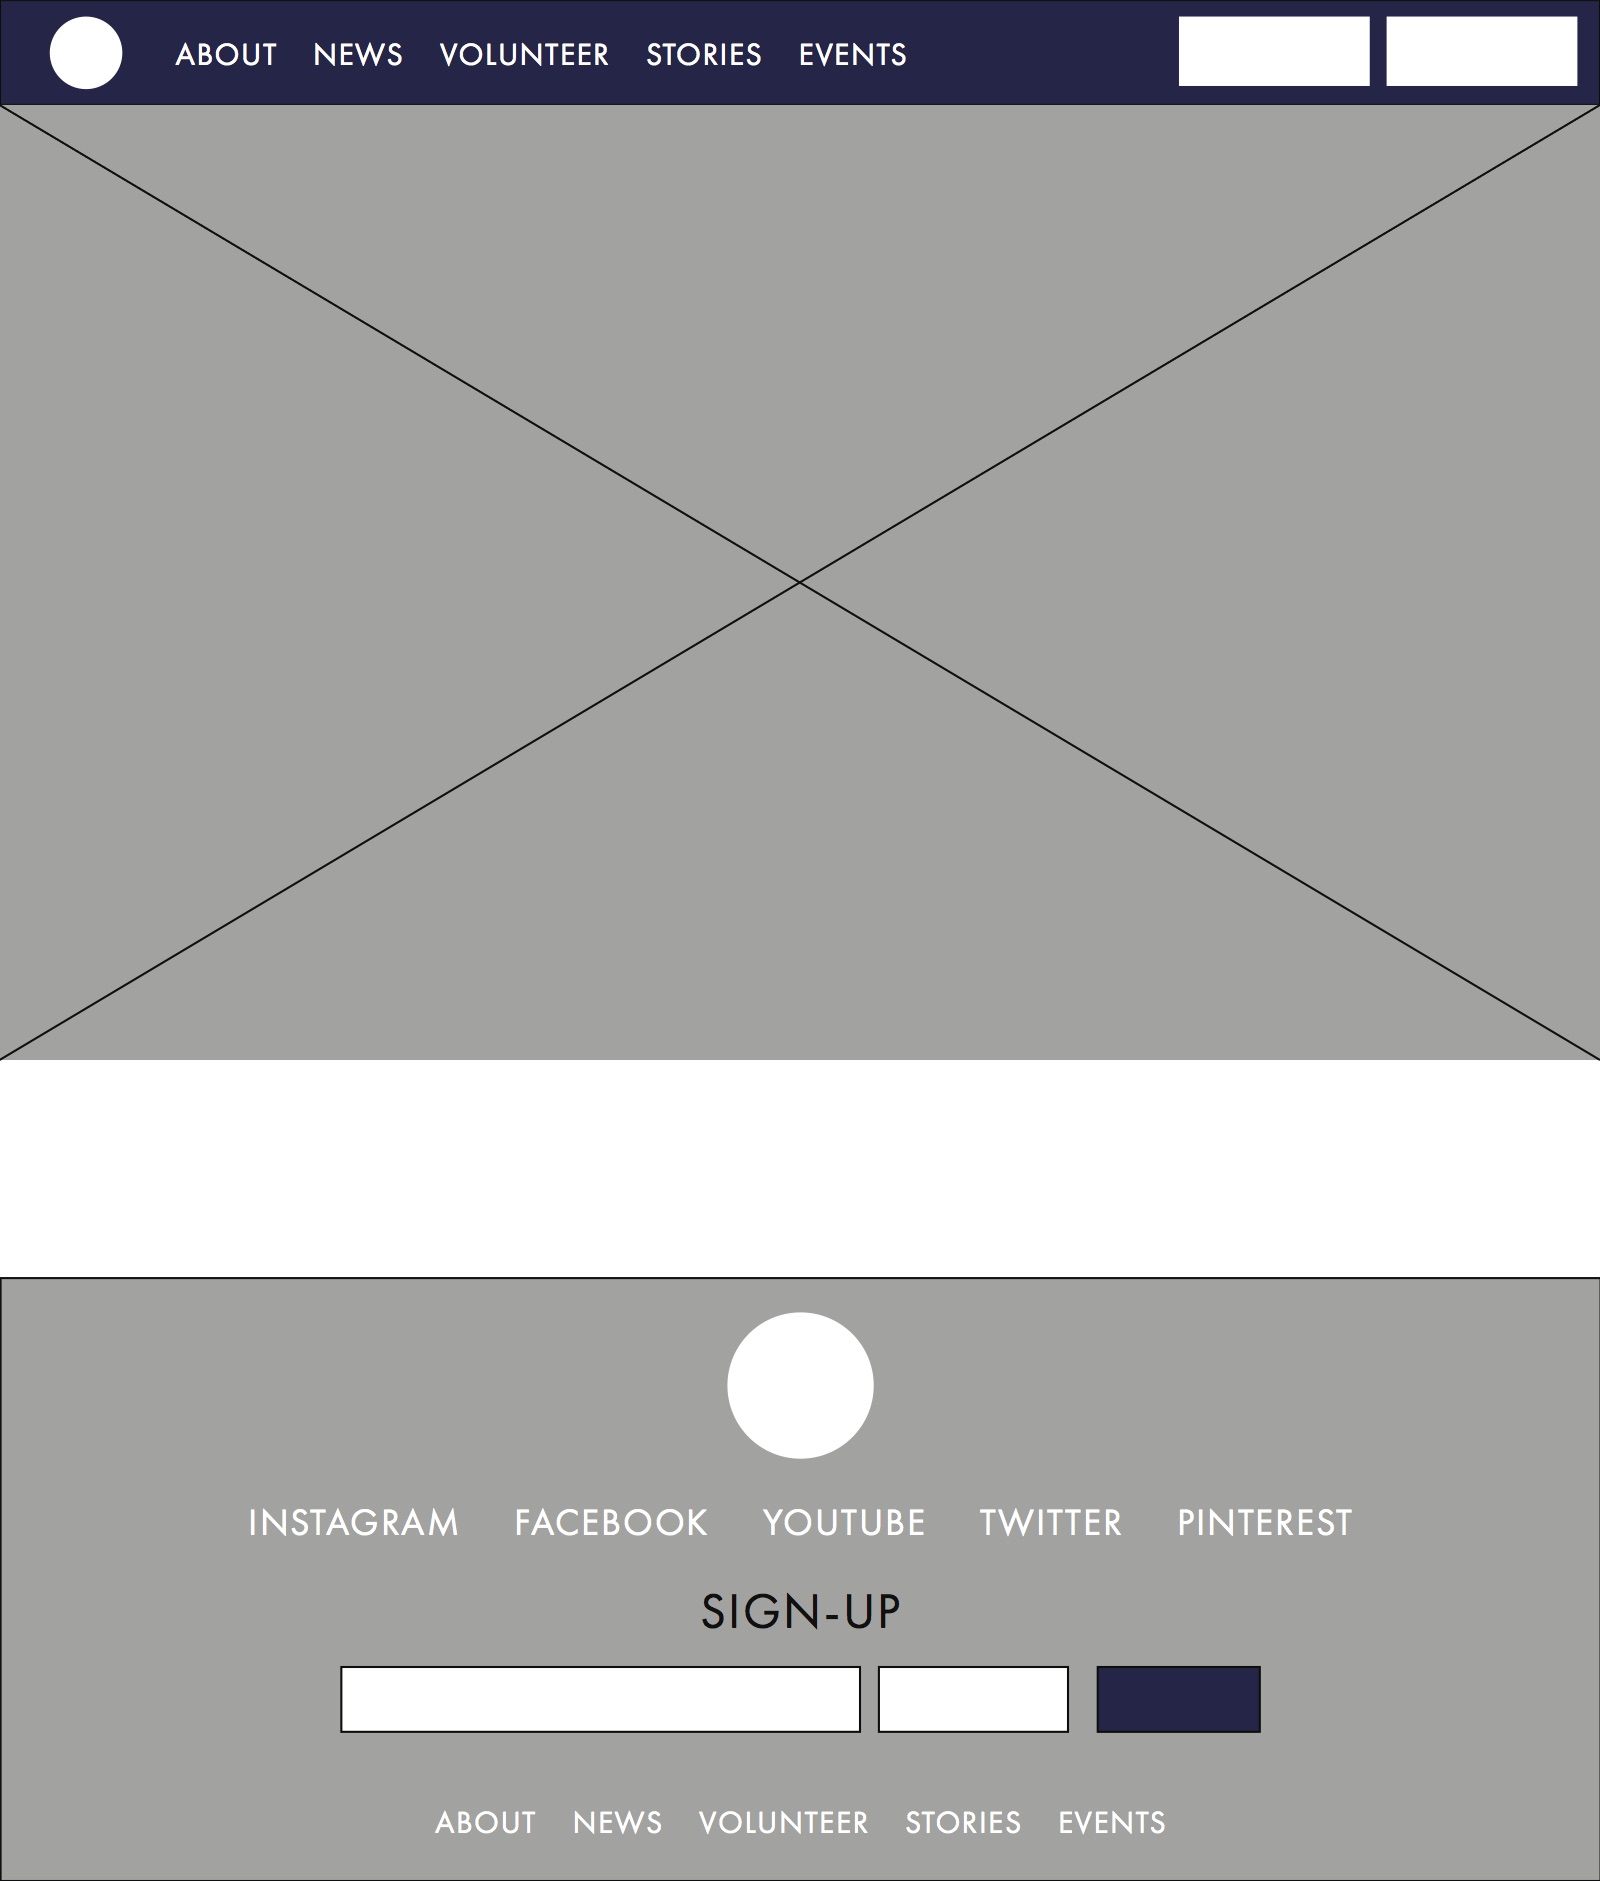 ABOUT NEWS VOLUNTEER STORIES EVENTS
INSTAGRAM FACEBOOK YOUTUBE TWITTER PINTEREST
SIGN-UP
ABOUT NEWS VOLUNTEER STORIES EVENTS